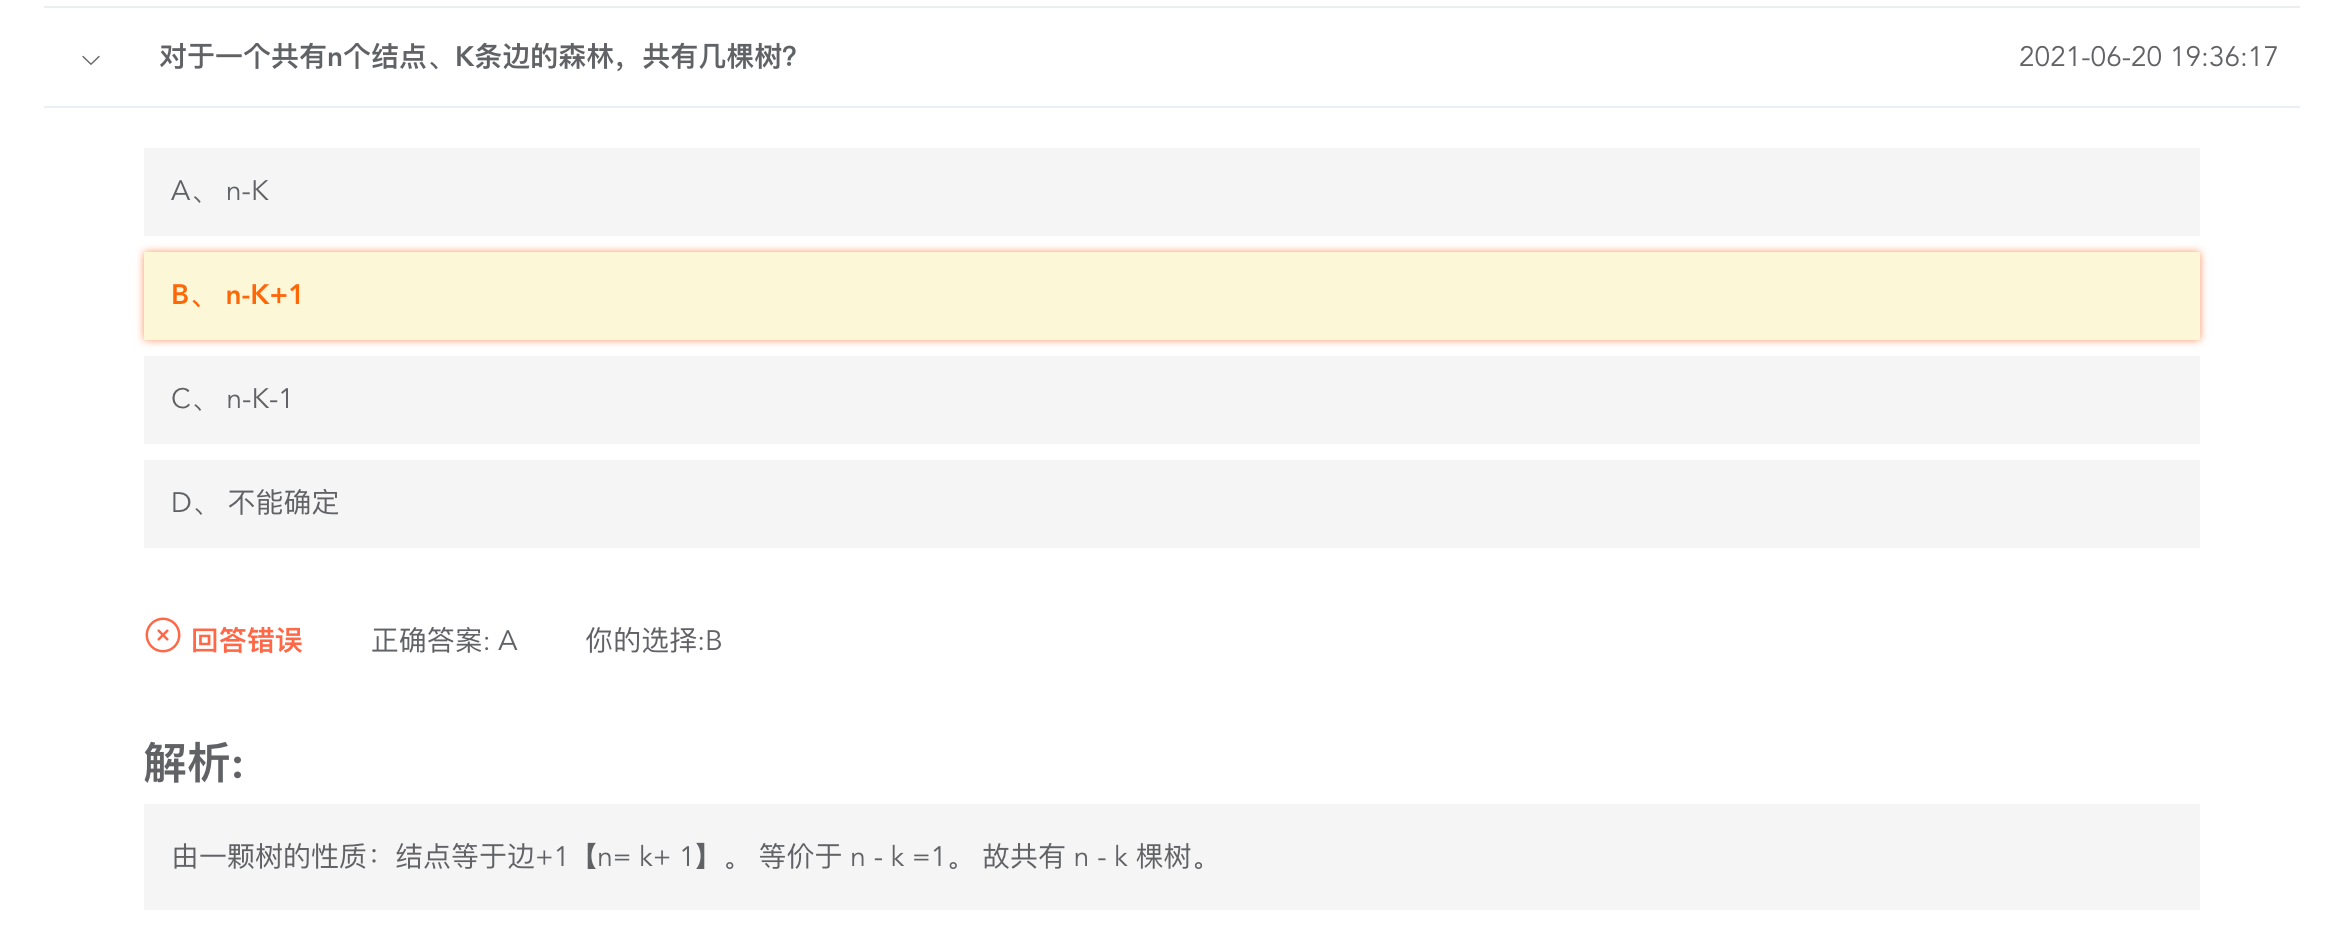 对于一个共有n个结点、K条边的森林，共有几棵树？ 2021-06-20 19:36:17
A、 n-K
B、 n-K+1
C、 n-K-1
D、 不能确定
回答错误 正确答案: A 你的选择:B
解析:
由一颗树的性质：结点等于边+1【n= k+ 1】。 等价于 n - k =1。 故共有 n - k 棵树。